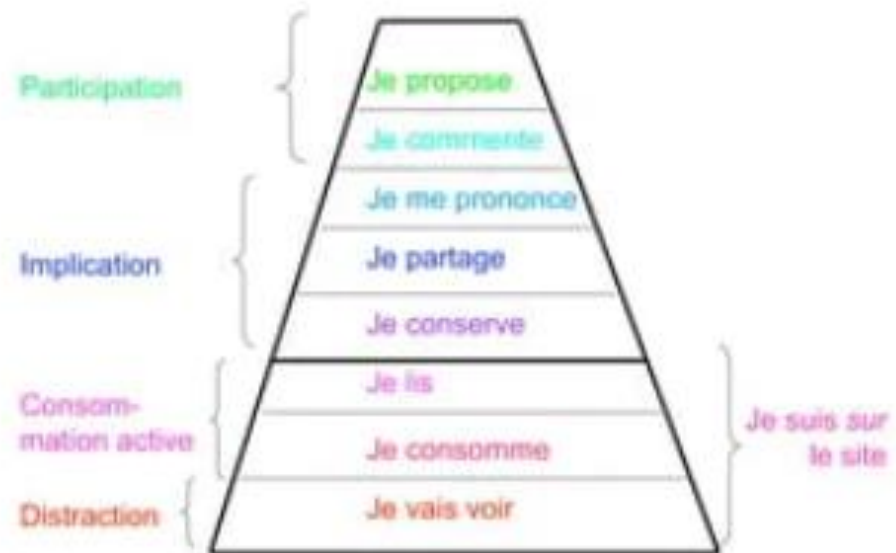 Participation
Je propose
Je commente
Je me prononce
Implication
Je partage
Je conserve
Je lis
Consom-
mation active
Je suis sur
le site
Je consomme
Distraction
Je vais voir